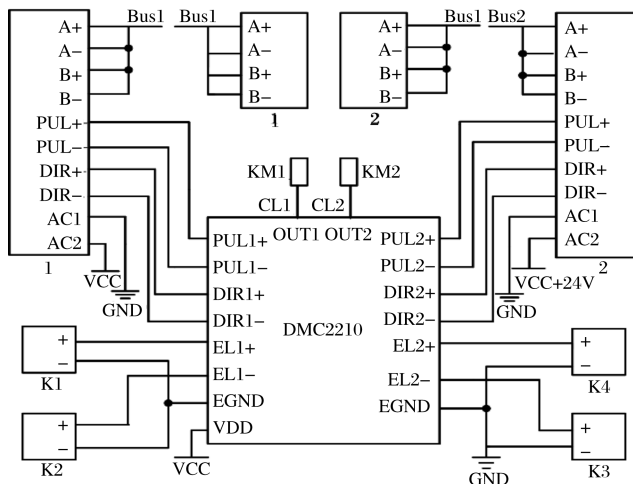 A+ Bus1 Bus1 A+ A+ Bus1 Bus2 A+
A− A− A− A−
B+ B+ B+ B+
B− B− B− B−
1 2
PUL+ PUL+
PUL− PUL−
DIR+ KM1 KM2 DIR+
DIR− DIR−
CL1 CL2
AC1 AC1
OUT1 OUT2
AC2 PUL1+ PUL2+ AC2
1 2
VCC PUL1− PUL2− VCC+24V
GND DIR1+ DIR2+ GND
DIR1− DMC2210 DIR2−
+ EL1+ EL2+ +
− −
K1 EL1− EL2− K4
EGND EGND
+ VDD +
− −
K2 VCC GND K3